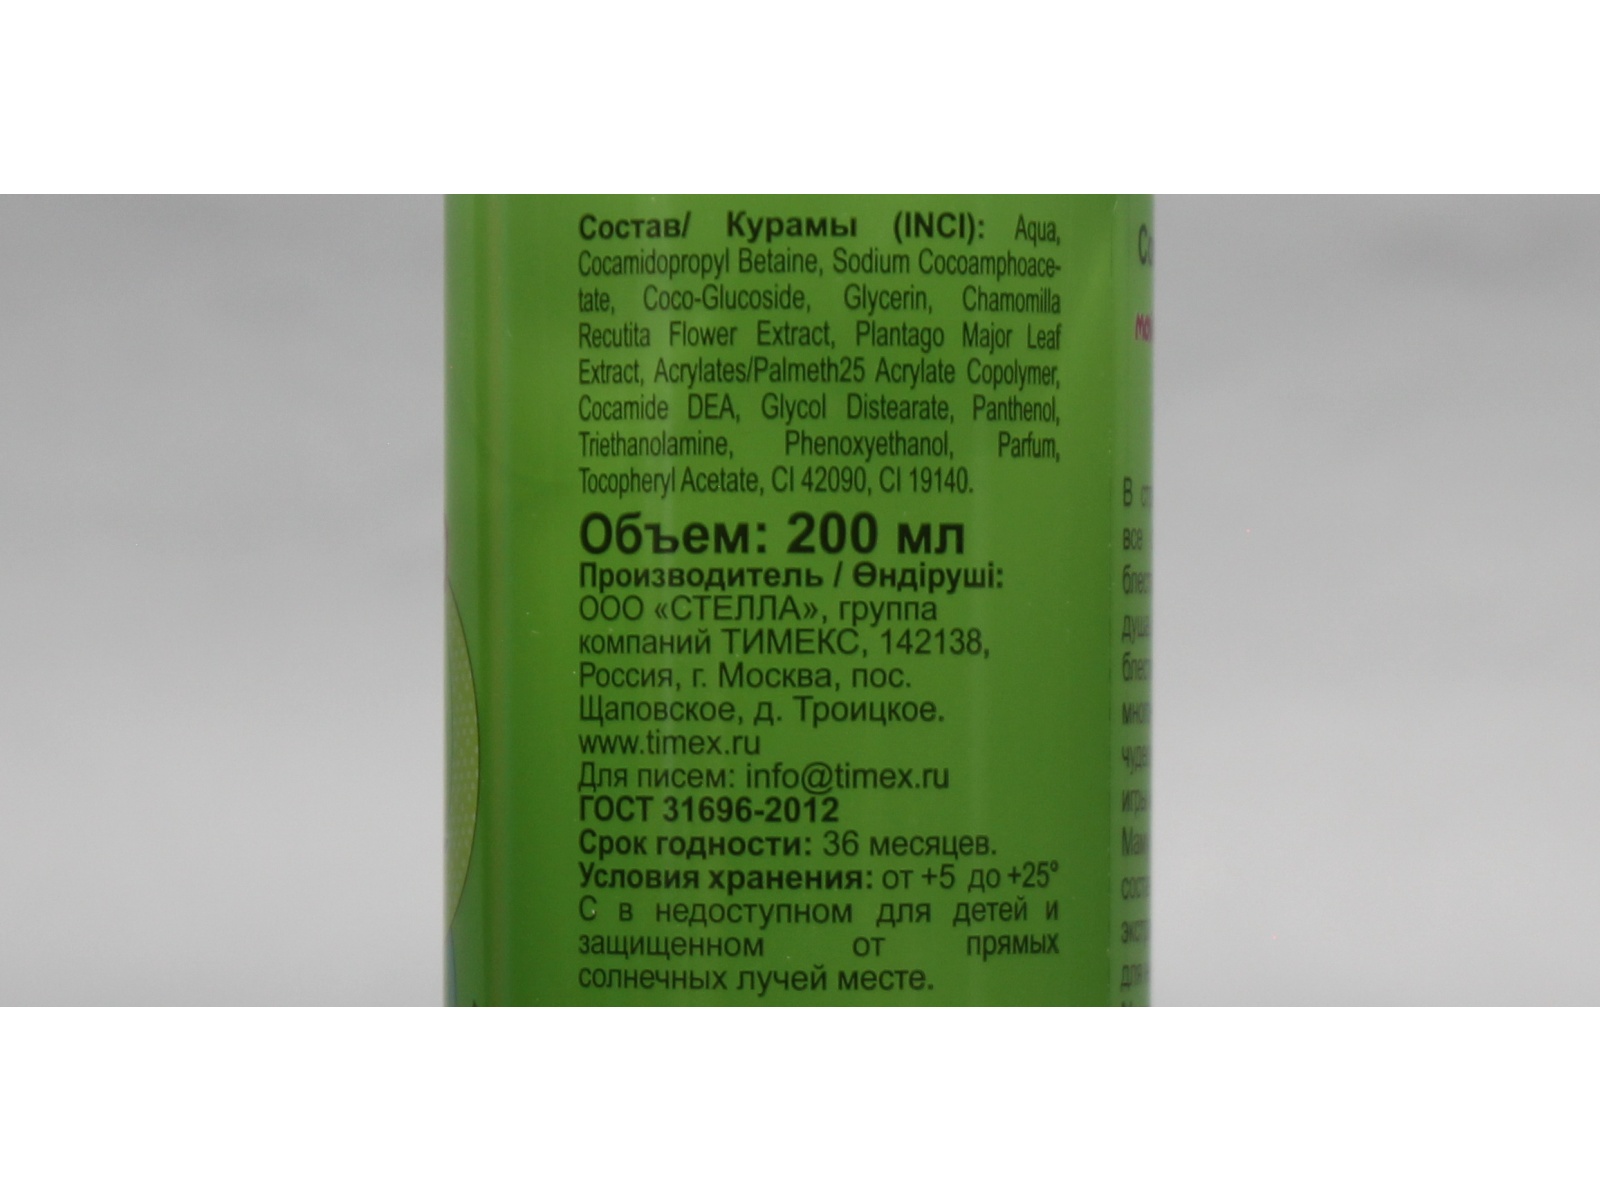 Состав/ Курамы (INCI): Aqua,
Cocamidopropyl Betaine, Sodium Cocoamphoace-
tate, Coco-Glucoside, Glycerin, Chamomilla
Recutita Flower Extract, Plantago Major Leaf
Extract, Acrylates/Palmeth25 Acrylate Copolymer,
Cocamide DEA, Glycol Distearate, Panthenol,
Triethanolamine, Phenoxyethanol, Parfum,
Tocopheryl Acetate, CI 42090, CI 19140.
Объем: 200 мл
Производитель / Өндіруші:
ООО «СТЕЛЛА», группа
компаний ТИМЕКС, 142138,
Россия, г. Москва, пос.
Щаповское, д. Троицкое.
www.timex.ru
Для писем: info@timex.ru
ГОСТ 31696-2012
Срок годности: 36 месяцев.
Условия хранения: от +5 до +25°
С в недоступном для детей и
защищенном от прямых
солнечных лучей месте.
В
все